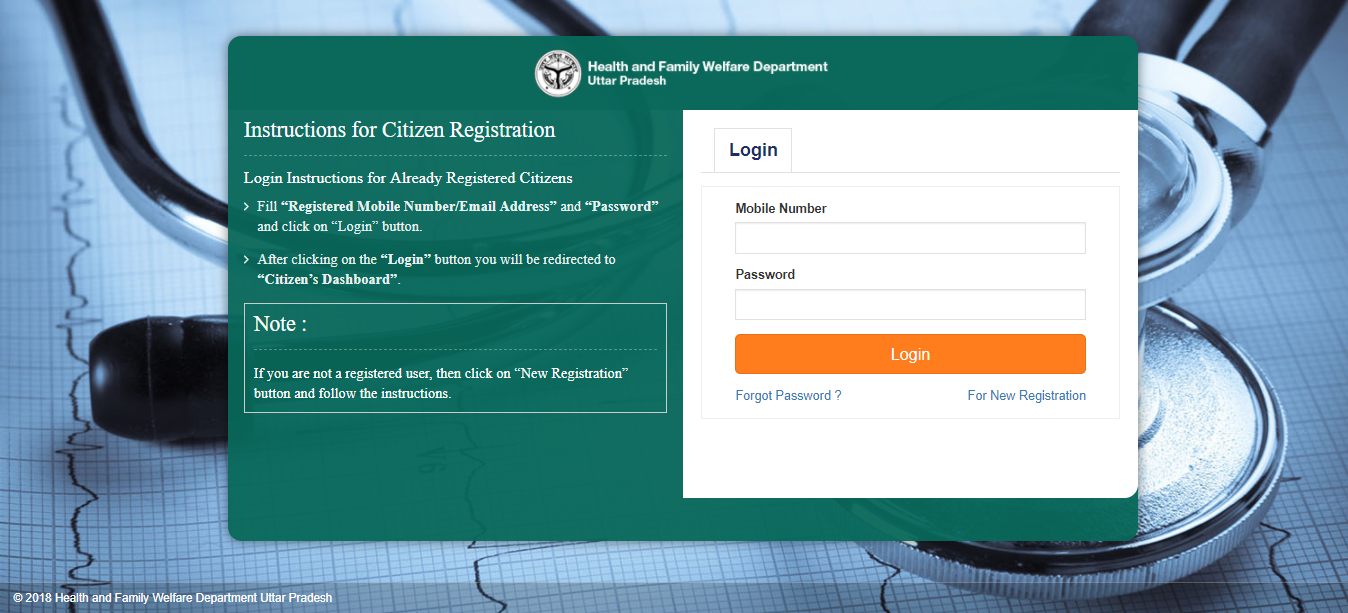 Health and Family Welfare Department
Uttar Pradesh
Instructions for Citizen Registration
Login Instructions for Already Registered Citizens
Fill “Registered Mobile Number/Email Address” and “Password”
and click on “Login” button.
After clicking on the “Login” button you will be redirected to
“Citizen’s Dashboard”.
Note :
If you are not a registered user, then click on “New Registration”
button and follow the instructions.
Login
Mobile Number
Password
Login
Forgot Password ?
For New Registration
V6
© 2018 Health and Family Welfare Department Uttar Pradesh